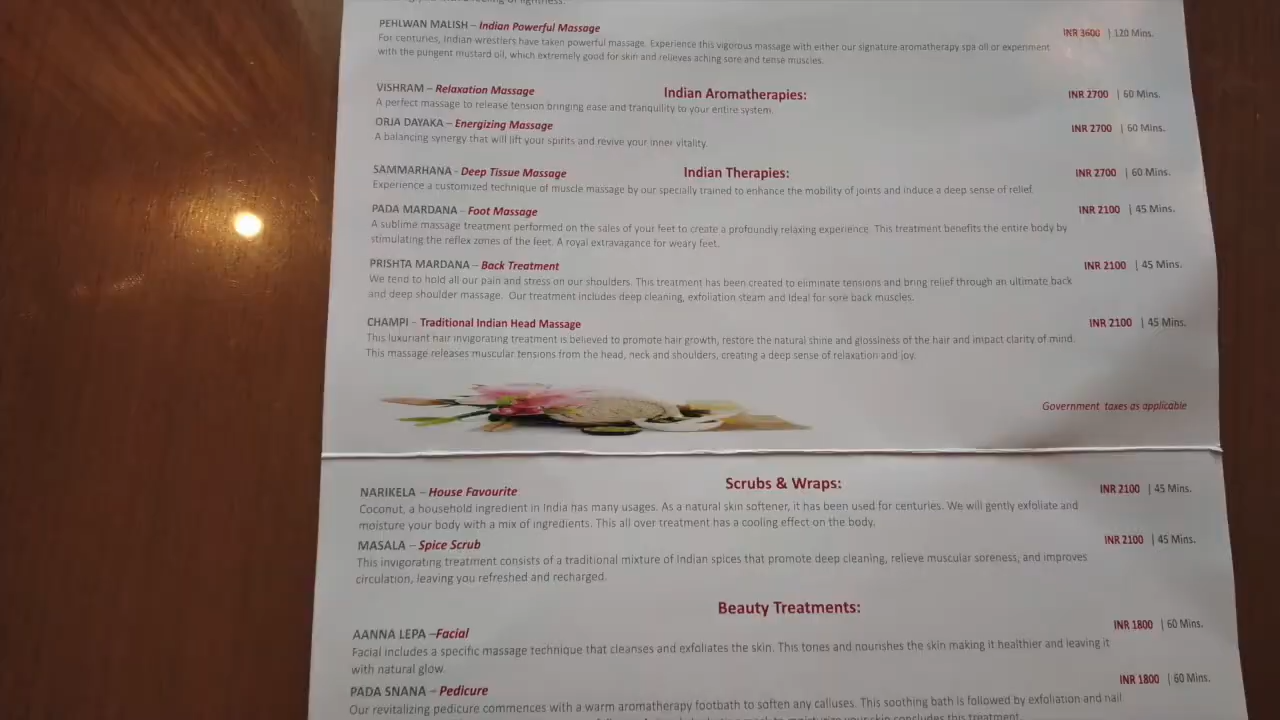 PEHLWAN MALISH – Indian Powerful Massage INR 3600 | 120 Mins.
For centuries, Indian wrestlers have taken powerful massage. Experience this vigorous massage with either our signature aromatherapy spa oil or experiment
with the pungent mustard oil, which extremely good for skin and relieves aching sore and tense muscles.
Indian Aromatherapies:
VISHRAM – Relaxation Massage INR 2700 | 60 Mins.
A perfect massage to release tension bringing ease and tranquility to your entire system.
ORJA DAYAKA – Energizing Massage INR 2700 | 60 Mins.
A balancing synergy that will lift your spirits and revive your inner vitality.
Indian Therapies:
SAMMARHANA - Deep Tissue Massage INR 2700 | 60 Mins.
Experience a customized technique of muscle massage by our specially trained to enhance the mobility of joints and induce a deep sense of relief.
PADA MARDANA – Foot Massage INR 2100 | 45 Mins.
A sublime massage treatment performed on the sales of your feet to create a profoundly relaxing experience. This treatment benefits the entire body by
stimulating the reflex zones of the feet. A royal extravagance for weary feet.
PRISHTA MARDANA – Back Treatment INR 2100 | 45 Mins.
We tend to hold all our pain and stress on our shoulders. This treatment has been created to eliminate tensions and bring relief through an ultimate back
and deep shoulder massage. Our treatment includes deep cleaning, exfoliation steam and Ideal for sore back muscles.
CHAMPI – Traditional Indian Head Massage INR 2100 | 45 Mins.
This luxuriant hair invigorating treatment is believed to promote hair growth, restore the natural shine and glossiness of the hair and impact clarity of mind.
This massage releases muscular tensions from the head, neck and shoulders, creating a deep sense of relaxation and joy.
Government taxes as applicable
Scrubs & Wraps:
NARIKELA – House Favourite INR 2100 | 45 Mins.
Coconut, a household ingredient in India has many usages. As a natural skin softener, it has been used for centuries. We will gently exfoliate and
moisture your body with a mix of ingredients. This all over treatment has a cooling effect on the body.
MASALA – Spice Scrub INR 2100 | 45 Mins.
This invigorating treatment consists of a traditional mixture of Indian spices that promote deep cleaning, relieve muscular soreness, and improves
circulation, leaving you refreshed and recharged.
Beauty Treatments:
AANNA LEPA –Facial INR 1800 | 60 Mins.
Facial includes a specific massage technique that cleanses and exfoliates the skin. This tones and nourishes the skin making it healthier and leaving it
with natural glow.
PADA SNANA – Pedicure INR 1800 | 60 Mins.
Our revitalizing pedicure commences with a warm aromatherapy footbath to soften any calluses. This soothing bath is followed by exfoliation and nail